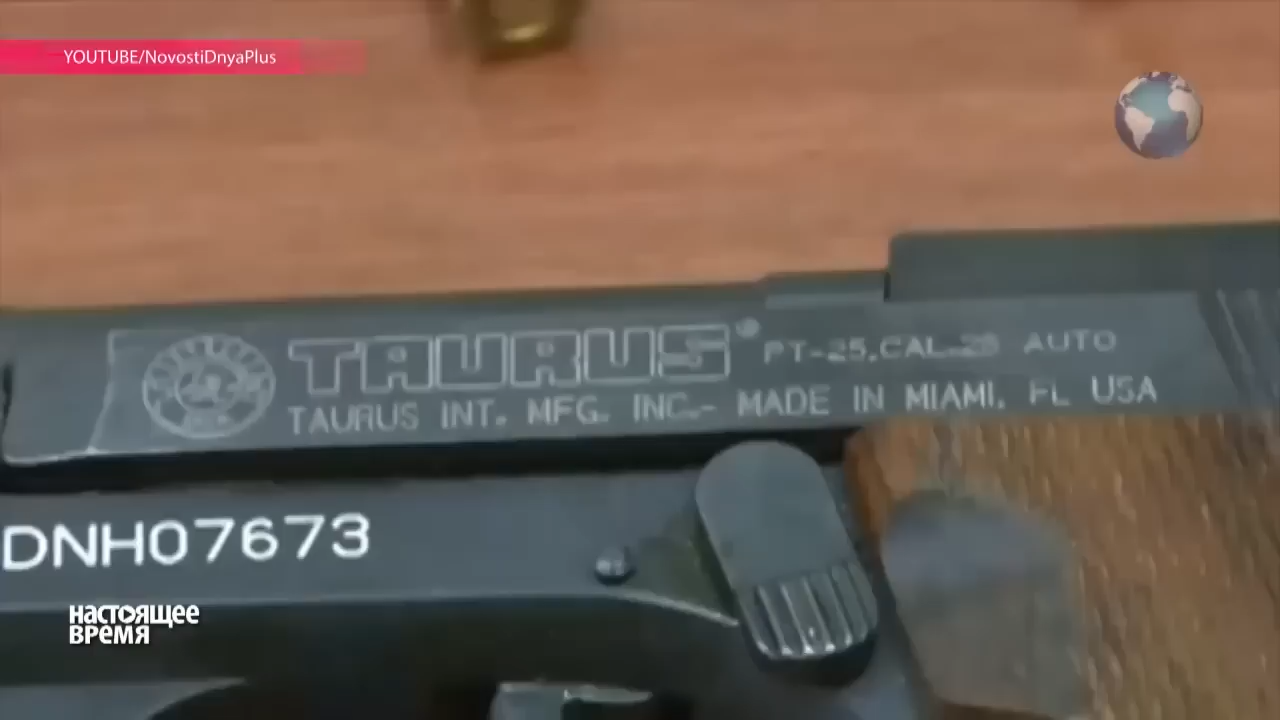 YOUTUBE/NovostiDnyaPlus
TAURUS®
PT-25.CAL.25 AUTO
TAURUS INT. MFG. INC.- MADE IN MIAMI. FL USA
DNH07673
НАСТОЯЩЕЕ
ВРЕМЯ